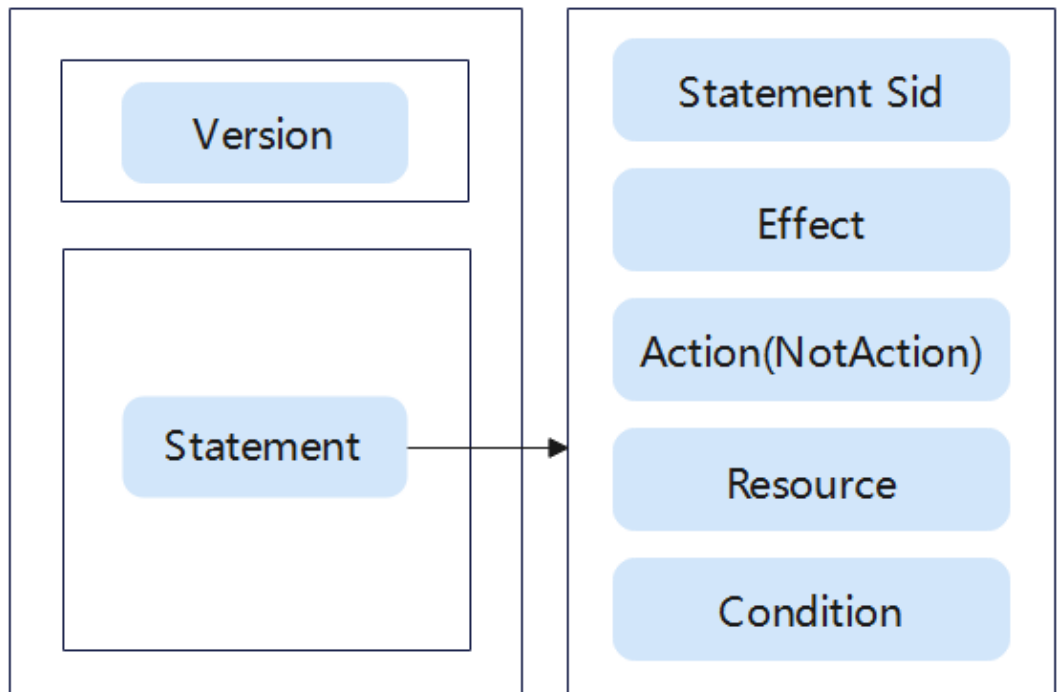 Version
Statement
Statement Sid
Effect
Action(NotAction)
Resource
Condition